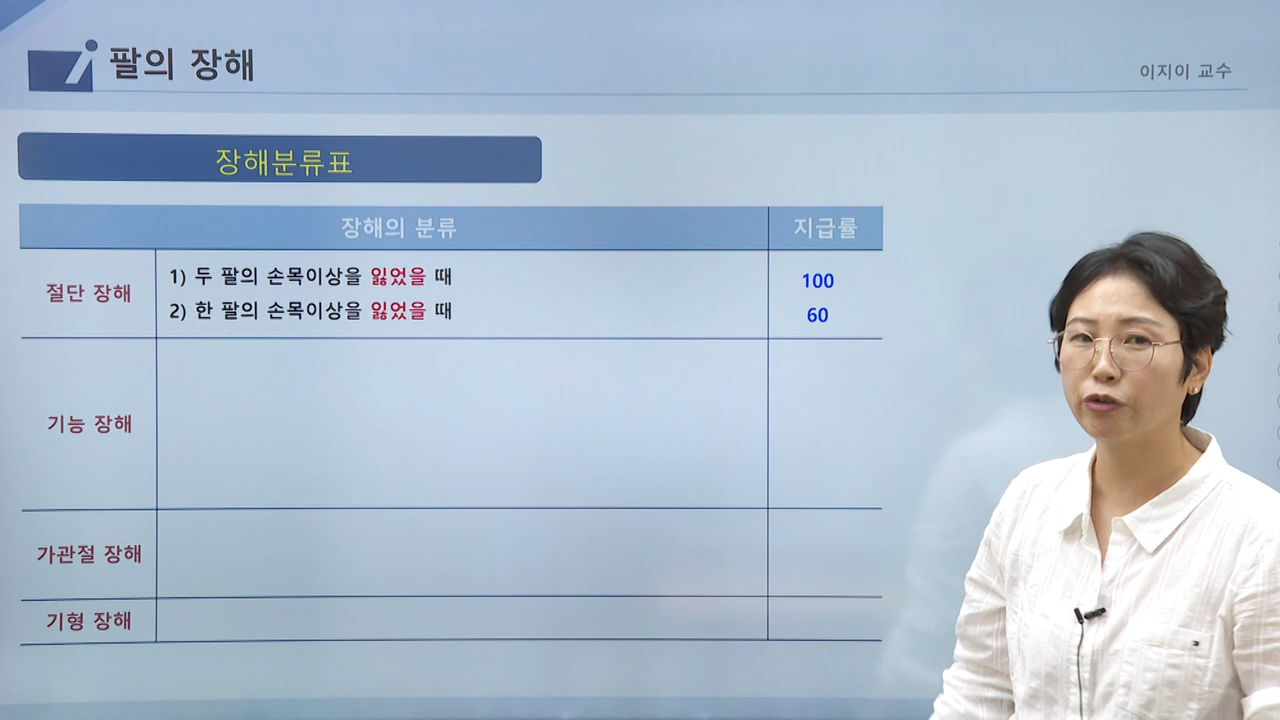 팔의 장해
이지이 교수
장해분류표
장해의 분류 지급률
절단 장해
1) 두 팔의 손목이상을 잃었을 때 100
2) 한 팔의 손목이상을 잃었을 때 60
기능 장해
가관절 장해
기형 장해